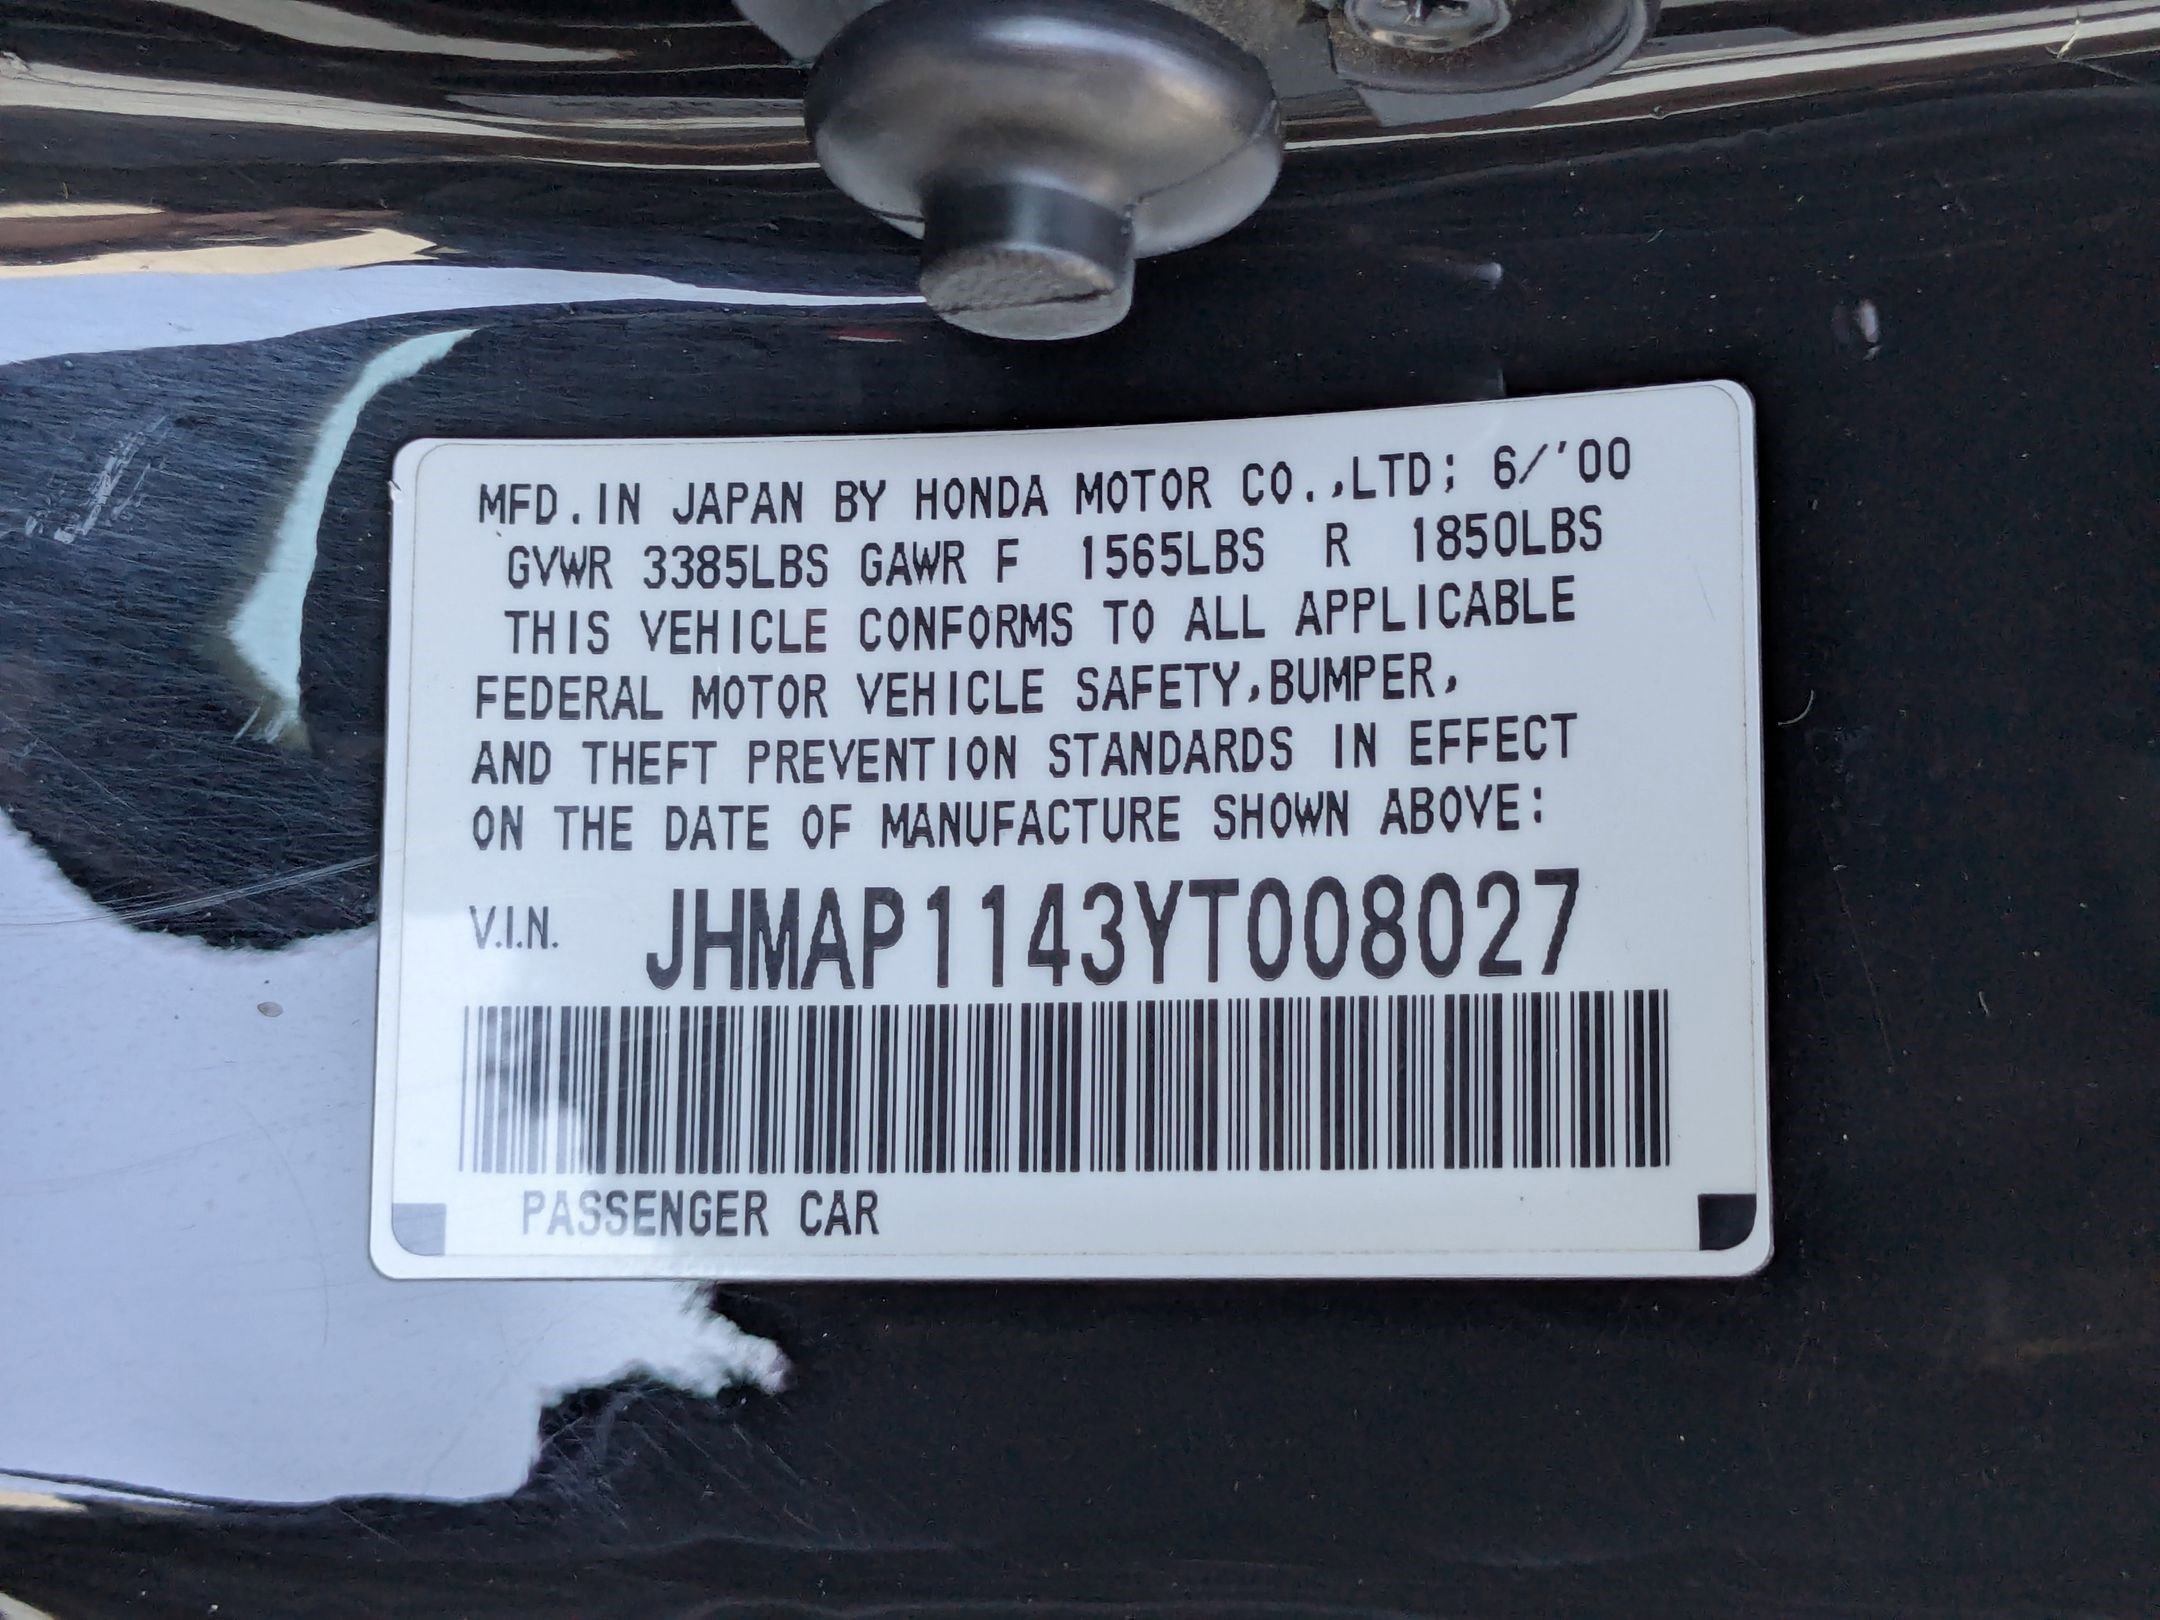 MFD.IN JAPAN BY HONDA MOTOR CO.,LTD; 6/'00
GVWR 3385LBS GAWR F 1565LBS R 1850LBS
THIS VEHICLE CONFORMS TO ALL APPLICABLE
FEDERAL MOTOR VEHICLE SAFETY,BUMPER,
AND THEFT PREVENTION STANDARDS IN EFFECT
ON THE DATE OF MANUFACTURE SHOWN ABOVE:
V.I.N. JHMAP1143YT008027
PASSENGER CAR